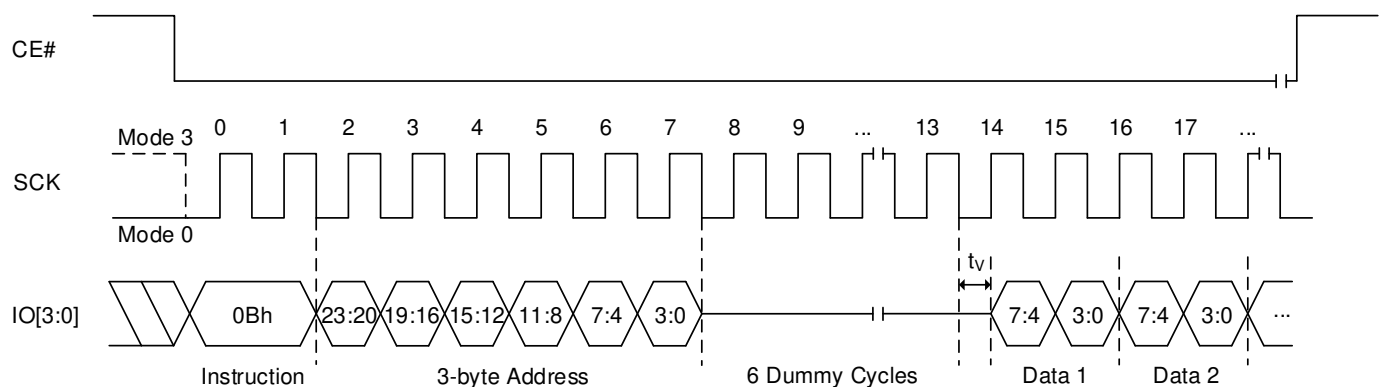 CE#
0 1 2 3 4 5 6 7 8 9 ... 13 14 15 16 17 ...
Mode 3
SCK
Mode 0
tV
IO[3:0] 0Bh 23:20 19:16 15:12 11:8 7:4 3:0 7:4 3:0 7:4 3:0 ...
Instruction 3-byte Address 6 Dummy Cycles Data 1 Data 2